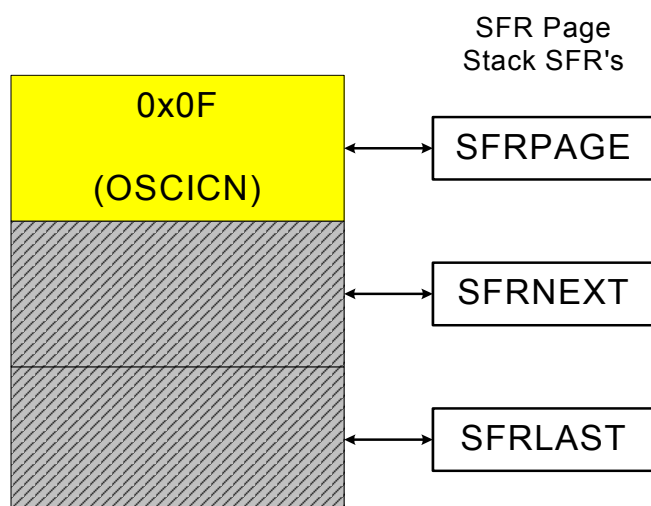 SFR Page
Stack SFR's
0x0F
(OSCICN)
SFRPAGE
SFRNEXT
SFRLAST